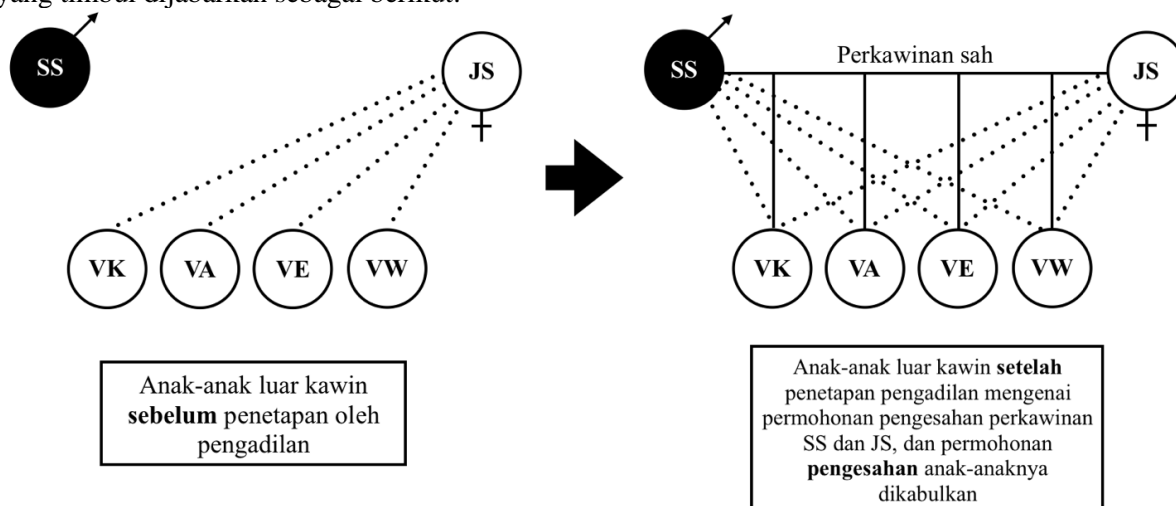 yang timbul dijabarkan sebagai berikut:
SS
JS
VK
VA
VE
VW
Anak-anak luar kawin
sebelum penetapan oleh
pengadilan
SS
Perkawinan sah
JS
VK
VA
VE
VW
Anak-anak luar kawin setelah
penetapan pengadilan mengenai
permohonan pengesahan perkawinan
SS dan JS, dan permohonan
pengesahan anak-anaknya
dikabulkan